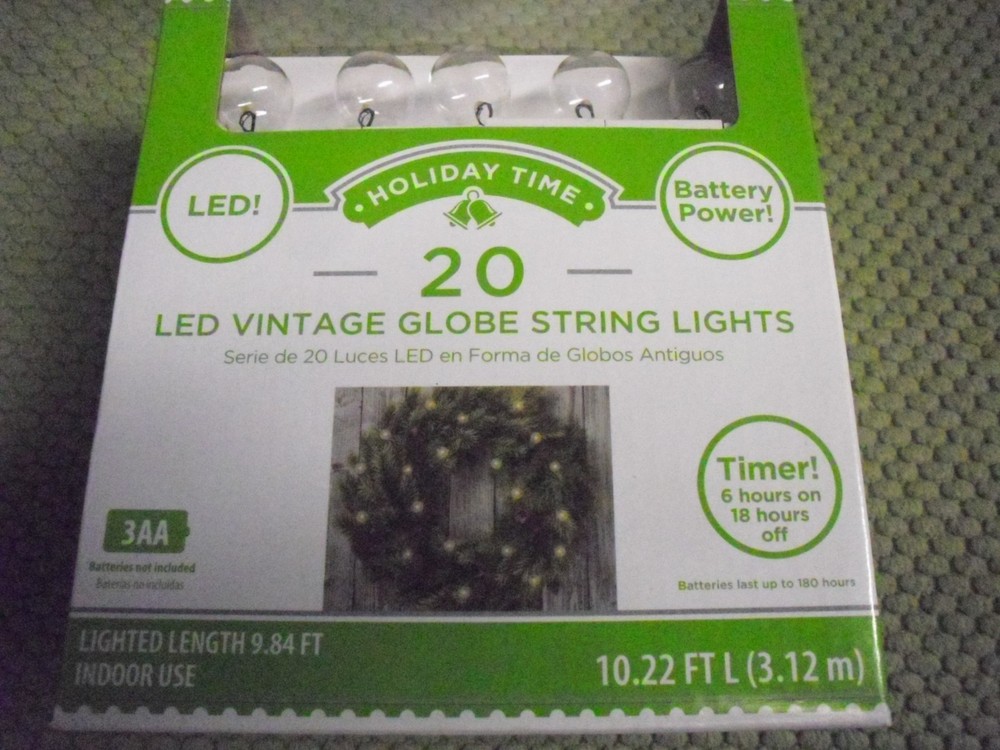 HOLIDAY TIME
LED!
Battery
Power!
20
LED VINTAGE GLOBE STRING LIGHTS
Serie de 20 Luces LED en Forma de Globos Antiguos
Timer!
6 hours on
18 hours
off
3AA
Batteries not included
Baterías no incluidas
Batteries last up to 180 hours
LIGHTED LENGTH 9.84 FT
INDOOR USE
10.22 FT L (3.12 m)